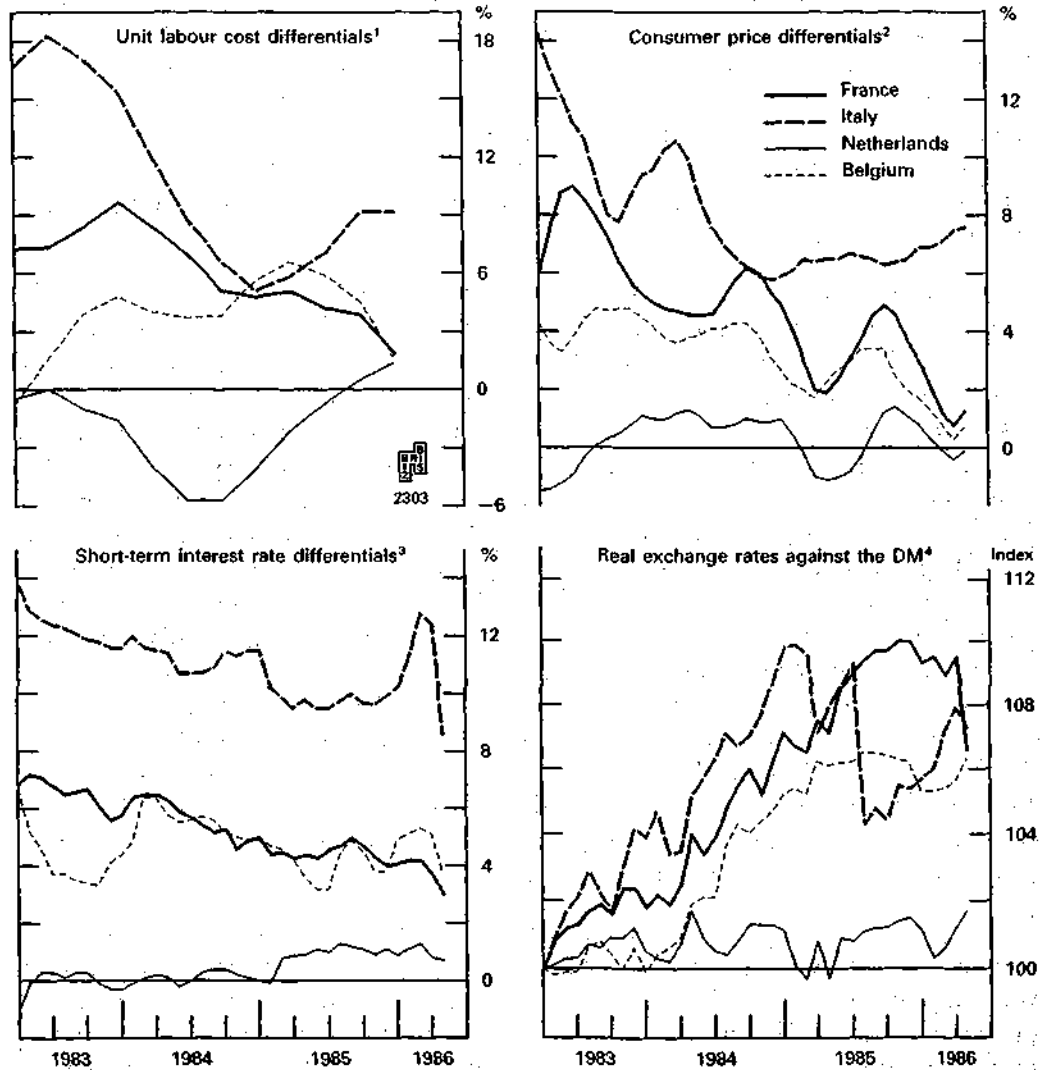 Unit labour cost differentials¹
%
18
12
6
0
−6
2303
Consumer price differentials²
%
12
8
4
0
France
Italy
Netherlands
Belgium
Short-term interest rate differentials³
%
12
8
4
0
1983 1984 1985 1986
Real exchange rates against the DM⁴
Index
112
108
104
100
1983 1984 1985 1986